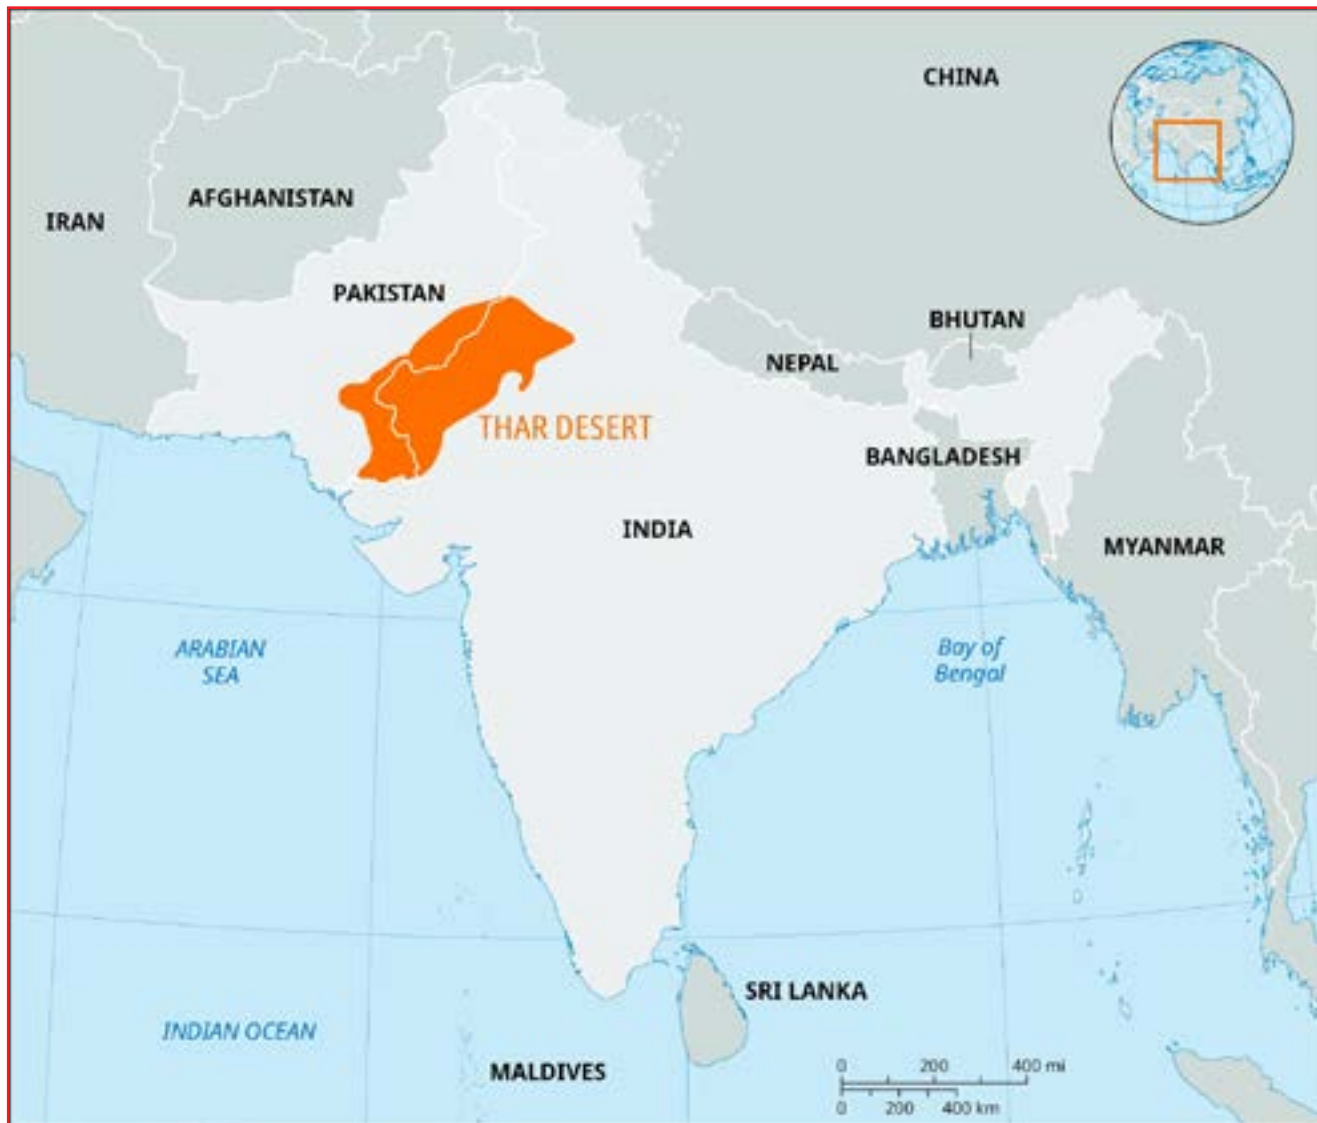 CHINA
AFGHANISTAN
IRAN
PAKISTAN
BHUTAN
NEPAL
THAR DESERT
BANGLADESH
INDIA
MYANMAR
ARABIAN
SEA
Bay of
Bengal
SRI LANKA
INDIAN OCEAN
MALDIVES
0 200 400 mi
0 200 400 km